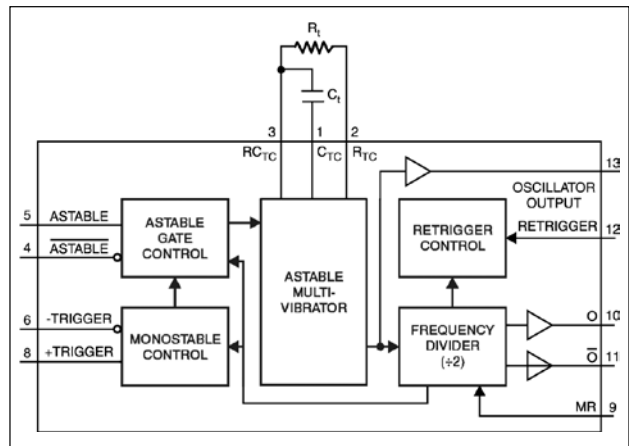 Rt
Ct
3 1 2
RCTC CTC RTC
13
OSCILLATOR
OUTPUT
5 ASTABLE
4 A̅S̅T̅A̅B̅L̅E̅
ASTABLE
GATE
CONTROL
RETRIGGER 12
RETRIGGER
CONTROL
ASTABLE
MULTI-
VIBRATOR
6 -TRIGGER
8 +TRIGGER
MONOSTABLE
CONTROL
FREQUENCY
DIVIDER
(÷2)
O 10
O̅ 11
MR 9